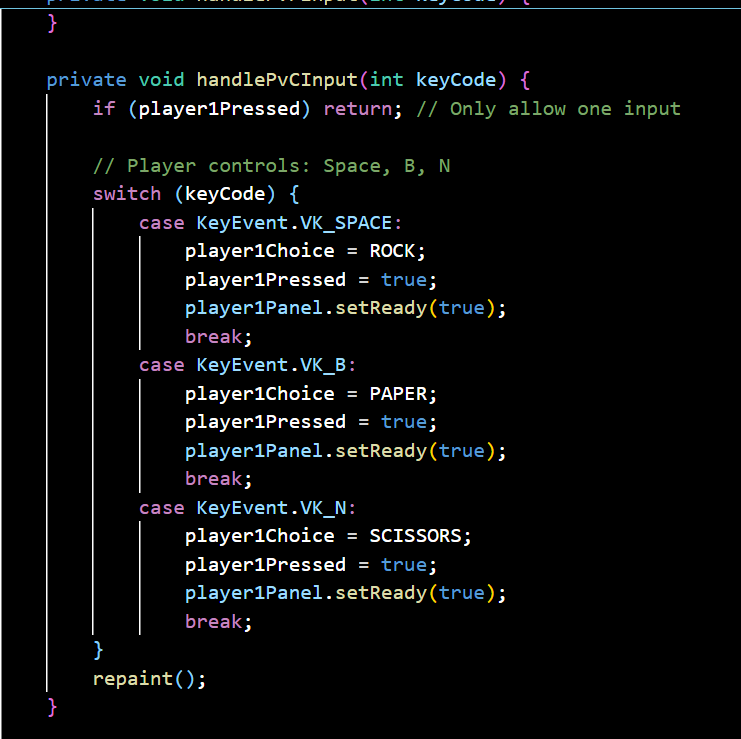 }
private void handlePvCInput(int keyCode) {
if (player1Pressed) return; // Only allow one input
// Player controls: Space, B, N
switch (keyCode) {
case KeyEvent.VK_SPACE:
player1Choice = ROCK;
player1Pressed = true;
player1Panel.setReady(true);
break;
case KeyEvent.VK_B:
player1Choice = PAPER;
player1Pressed = true;
player1Panel.setReady(true);
break;
case KeyEvent.VK_N:
player1Choice = SCISSORS;
player1Pressed = true;
player1Panel.setReady(true);
break;
}
repaint();
}